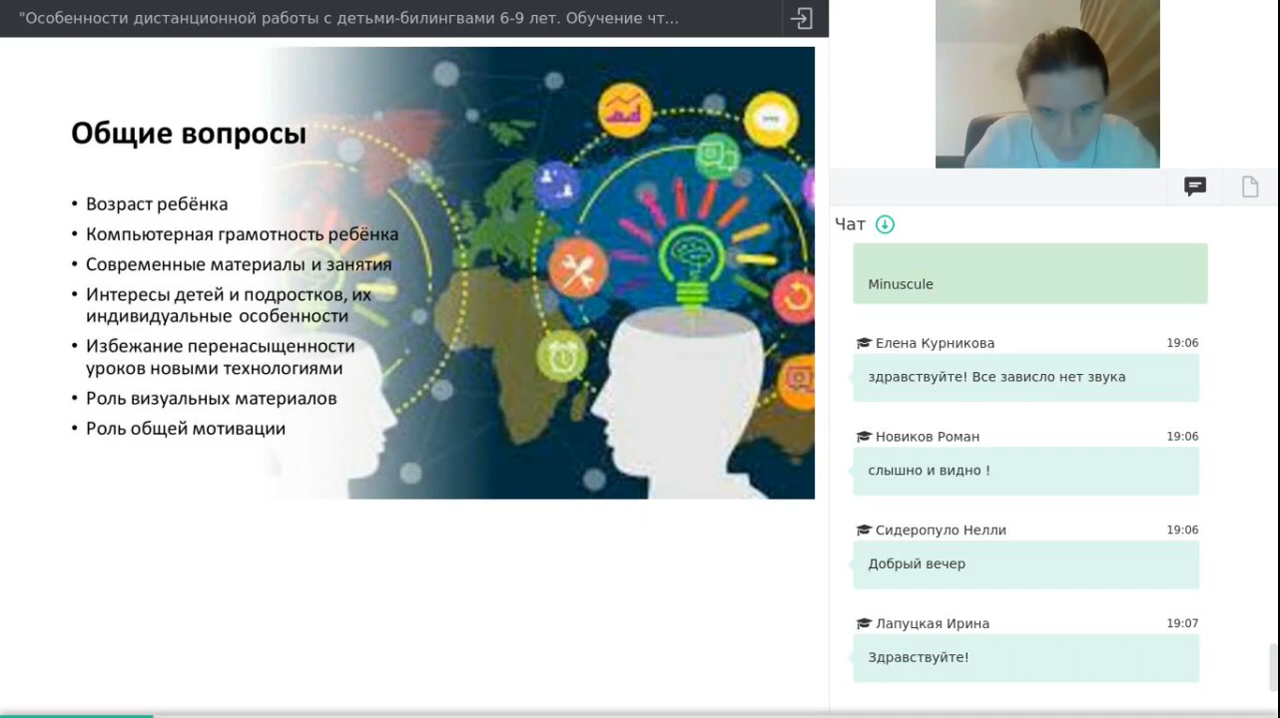 "Особенности дистанционной работы с детьми-билингвами 6-9 лет. Обучение чт...
Общие вопросы
• Возраст ребёнка
• Компьютерная грамотность ребёнка
• Современные материалы и занятия
• Интересы детей и подростков, их
индивидуальные особенности
• Избежание перенасыщенности
уроков новыми технологиями
• Роль визуальных материалов
• Роль общей мотивации
Чат
Minuscule
Елена Курникова 19:06
здравствуйте! Все зависло нет звука
Новиков Роман 19:06
слышно и видно !
Сидеропуло Нелли 19:06
Добрый вечер
Лапуцкая Ирина 19:07
Здравствуйте!